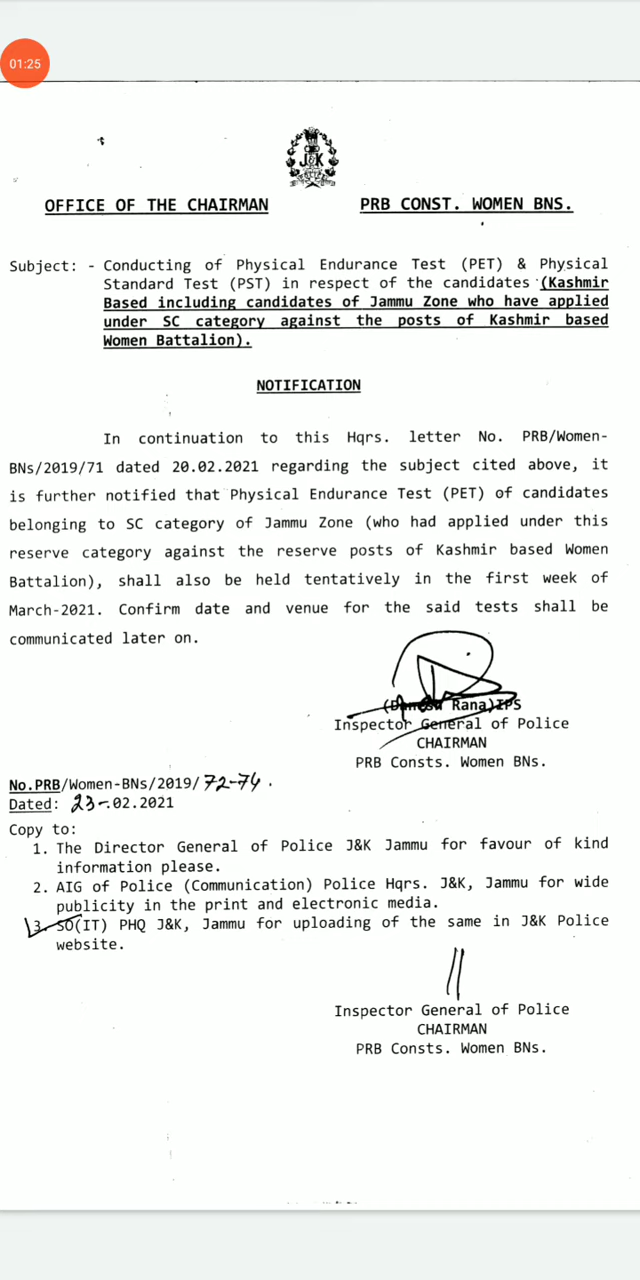 01:25
J&K
OFFICE OF THE CHAIRMAN PRB CONST. WOMEN BNS.
Subject: - Conducting of Physical Endurance Test (PET) & Physical
Standard Test (PST) in respect of the candidates (Kashmir
Based including candidates of Jammu Zone who have applied
under SC category against the posts of Kashmir based
Women Battalion).
NOTIFICATION
In continuation to this Hqrs. letter No. PRB/Women-
BNs/2019/71 dated 20.02.2021 regarding the subject cited above, it
is further notified that Physical Endurance Test (PET) of candidates
belonging to SC category of Jammu Zone (who had applied under this
reserve category against the reserve posts of Kashmir based Women
Battalion), shall also be held tentatively in the first week of
March-2021. Confirm date and venue for the said tests shall be
communicated later on.
Rana)IPS
Inspector General of Police
CHAIRMAN
PRB Consts. Women BNs.
No.PRB/Women-BNs/2019/72-74.
Dated: 23-.02.2021
Copy to:
1. The Director General of Police J&K Jammu for favour of kind
information please.
2. AIG of Police (Communication) Police Hqrs. J&K, Jammu for wide
publicity in the print and electronic media.
3. SO(IT) PHQ J&K, Jammu for uploading of the same in J&K Police
website.
Inspector General of Police
CHAIRMAN
PRB Consts. Women BNs.